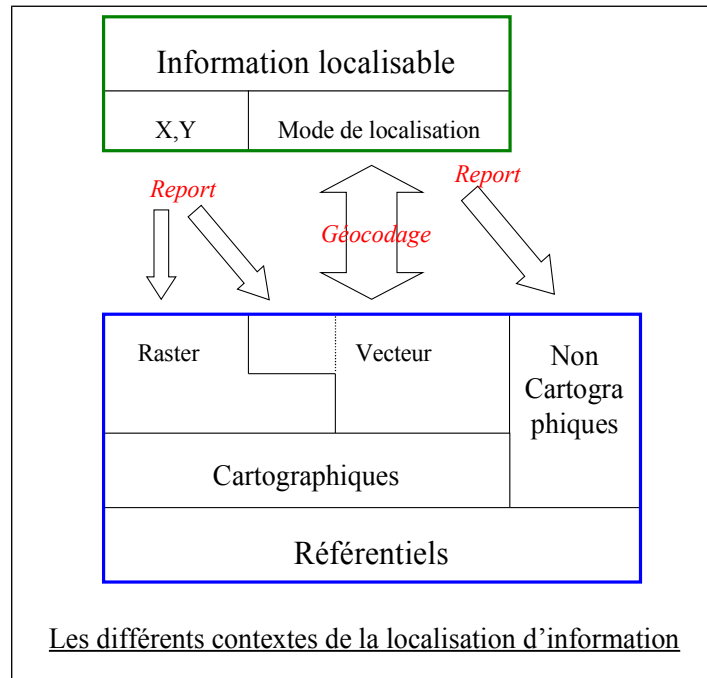 Information localisable
X,Y
Mode de localisation
Report
Report
Géocodage
Raster
Vecteur
Non
Cartogra
phiques
Cartographiques
Référentiels
Les différents contextes de la localisation d’information